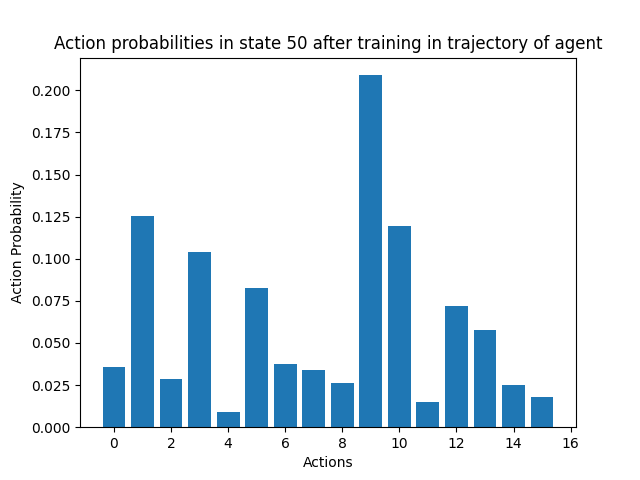 Action probabilities in state 50 after training in trajectory of agent
0.200
0.175
0.150
0.125
0.100
0.075
0.050
0.025
0.000
Action Probability
0 2 4 6 8 10 12 14 16
Actions